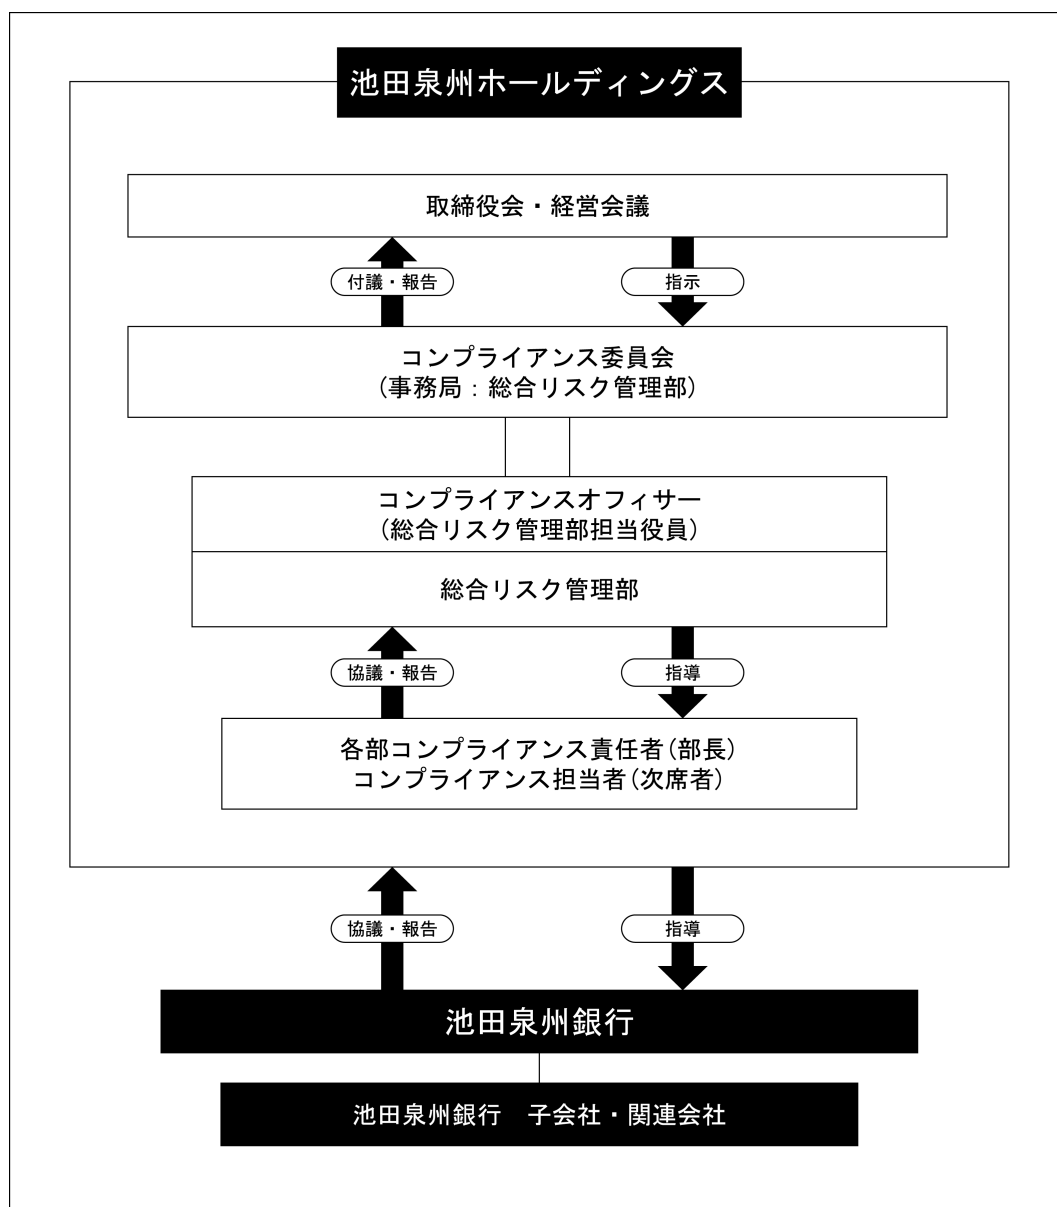 池田泉州ホールディングス
取締役会・経営会議
付議・報告
指示
コンプライアンス委員会
(事務局：総合リスク管理部)
コンプライアンスオフィサー
(総合リスク管理部担当役員)
総合リスク管理部
協議・報告
指導
各部コンプライアンス責任者(部長)
コンプライアンス担当者(次席者)
協議・報告
指導
池田泉州銀行
池田泉州銀行　子会社・関連会社